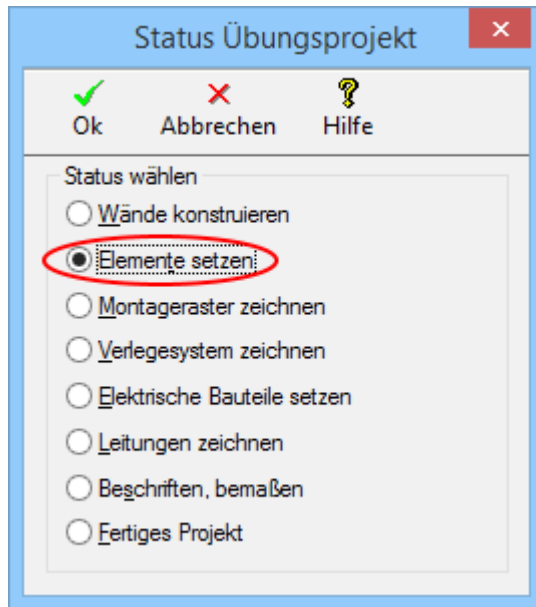 Status Übungsprojekt
Ok Abbrechen Hilfe
Status wählen
Wände konstruieren
Elemente setzen
Montageraster zeichnen
Verlegesystem zeichnen
Elektrische Bauteile setzen
Leitungen zeichnen
Beschriften, bemaßen
Fertiges Projekt